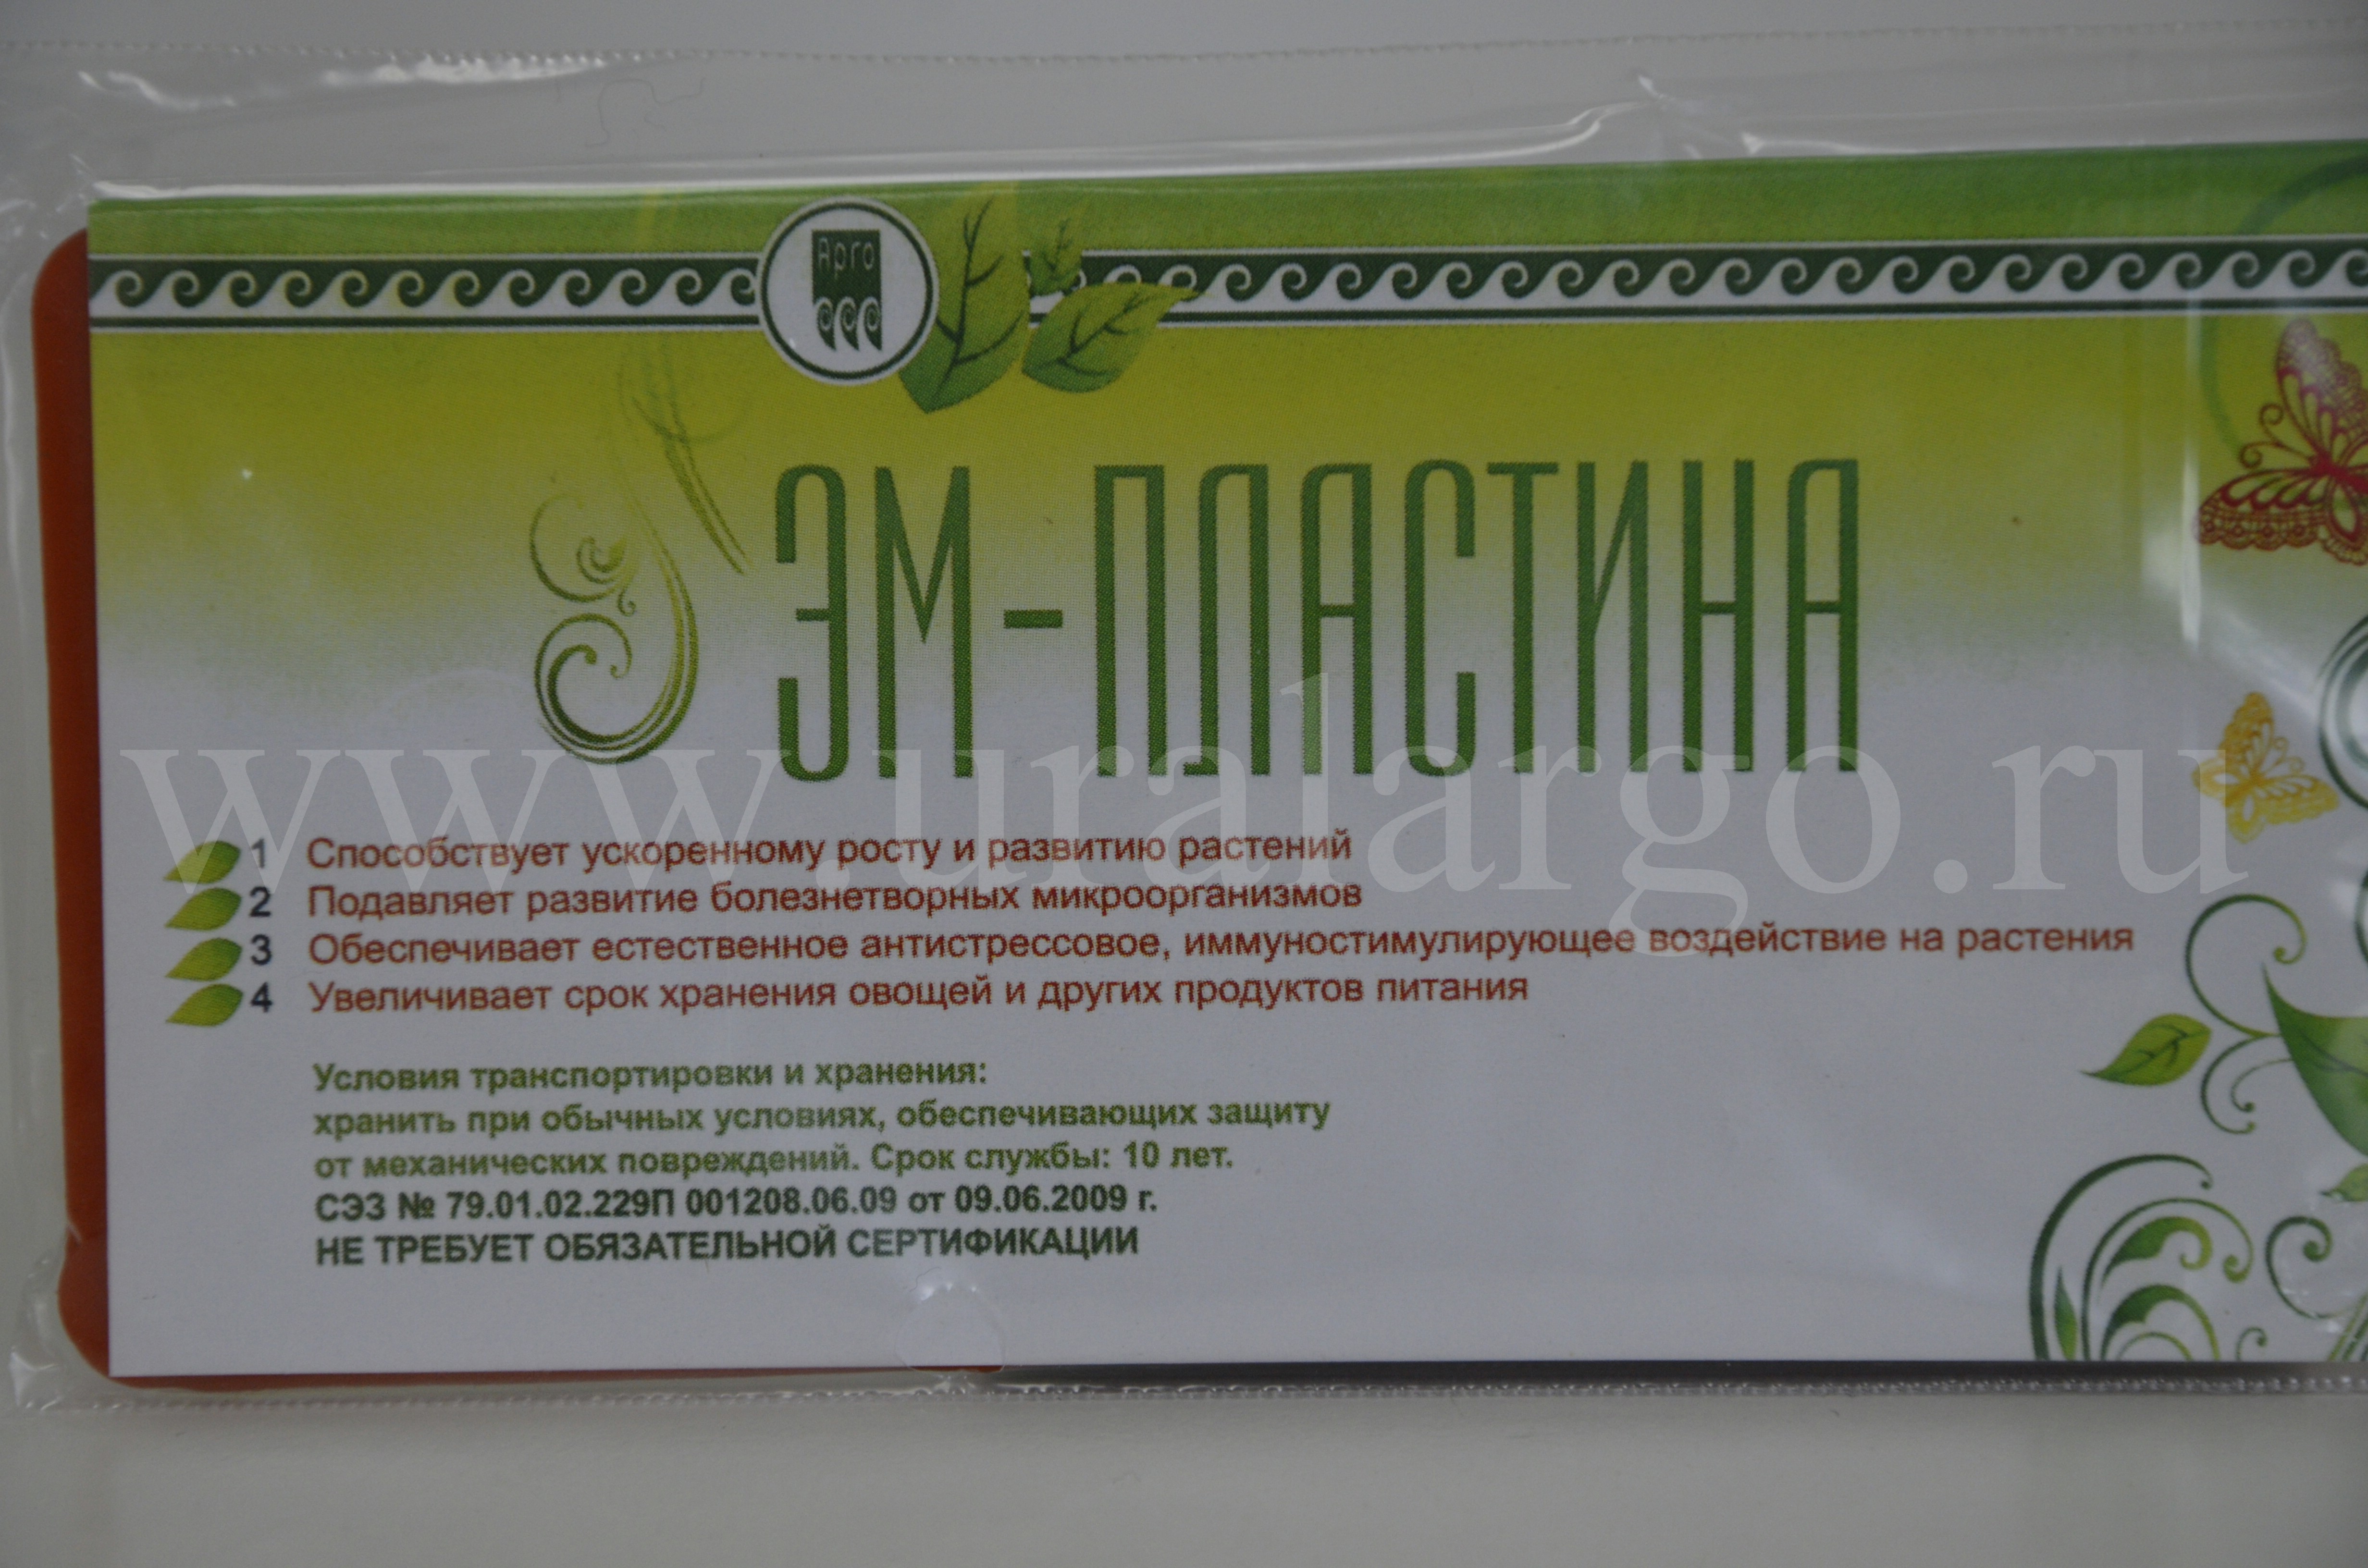 Арго
ЭМ-ПЛАСТИНА
www.uralargo.ru
1 Способствует ускоренному росту и развитию растений
2 Подавляет развитие болезнетворных микроорганизмов
3 Обеспечивает естественное антистрессовое, иммуностимулирующее воздействие на растения
4 Увеличивает срок хранения овощей и других продуктов питания
Условия транспортировки и хранения:
хранить при обычных условиях, обеспечивающих защиту
от механических повреждений. Срок службы: 10 лет.
СЭЗ № 79.01.02.229П 001208.06.09 от 09.06.2009 г.
НЕ ТРЕБУЕТ ОБЯЗАТЕЛЬНОЙ СЕРТИФИКАЦИИ